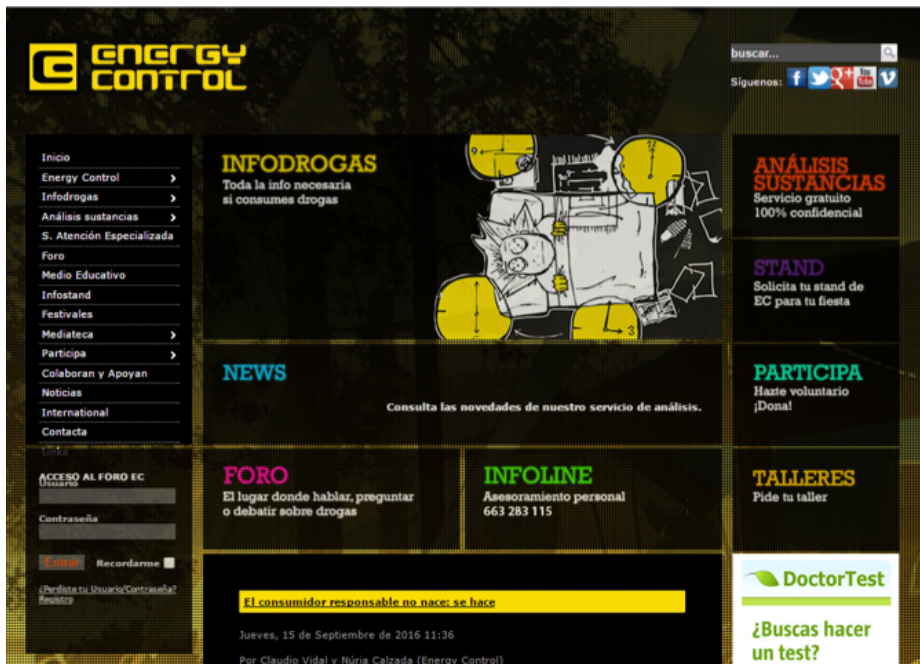 ENERGY
CONTROL
buscar...
Síguenos:
Inicio
Energy Control
Infodrogas
Análisis sustancias
S. Atención Especializada
Foro
Medio Educativo
Infostand
Festivales
Mediateca
Participa
Colaboran y Apoyan
Noticias
International
Contacta
Links
ACCESO AL FORO EC
Usuario
Contraseña
Entrar
Recordarme
¿Perdiste tu Usuario/Contraseña?
Registro
INFODROGAS
Toda la info necesaria
si consumes drogas
9
12
3
NEWS
Consulta las novedades de nuestro servicio de análisis.
FORO
El lugar donde hablar, preguntar
o debatir sobre drogas
INFOLINE
Asesoramiento personal
663 283 115
El consumidor responsable no nace: se hace
Jueves, 15 de Septiembre de 2016 11:36
Por Claudio Vidal y Núria Calzada (Energy Control)
ANÁLISIS
SUSTANCIAS
Servicio gratuito
100% confidencial
STAND
Solicita tu stand de
EC para tu fiesta
PARTICIPA
Hazte voluntario
¡Dona!
TALLERES
Pide tu taller
DoctorTest
¿Buscas hacer
un test?